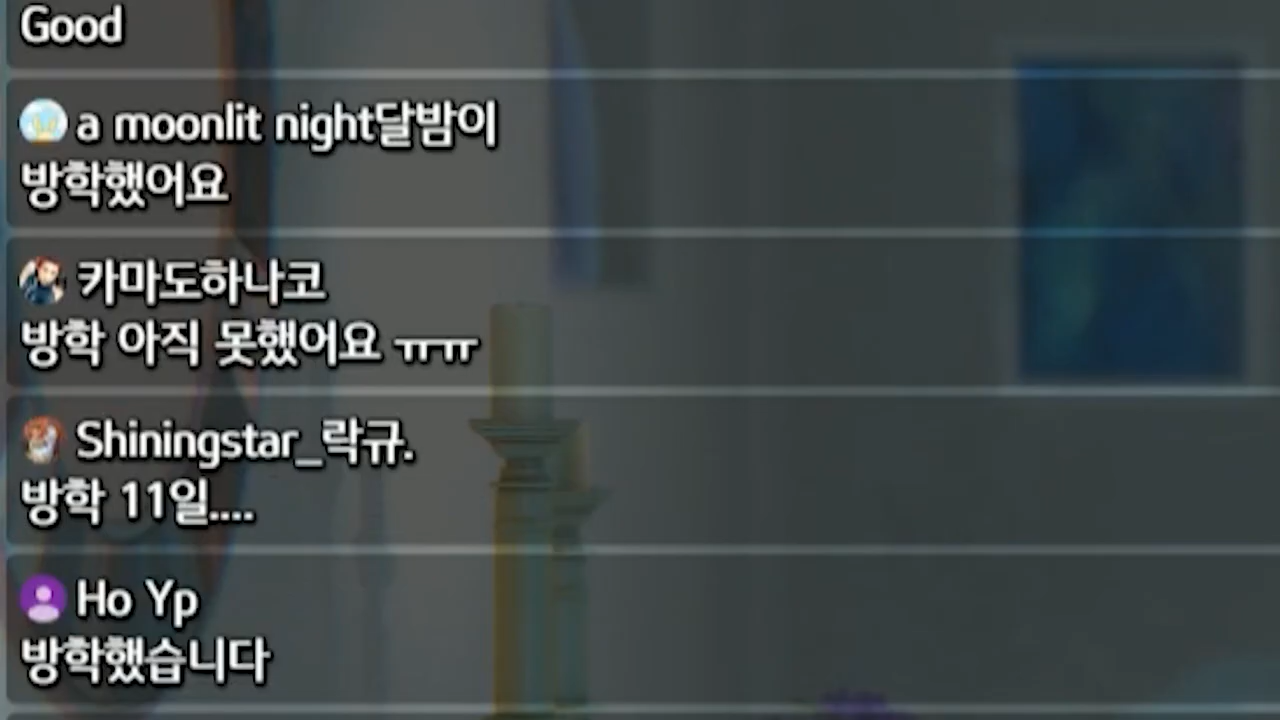 Good
a moonlit night달밤이
방학했어요
카마도하나코
방학 아직 못했어요 ㅠㅠ
Shiningstar_락규.
방학 11일....
Ho Yp
방학했습니다